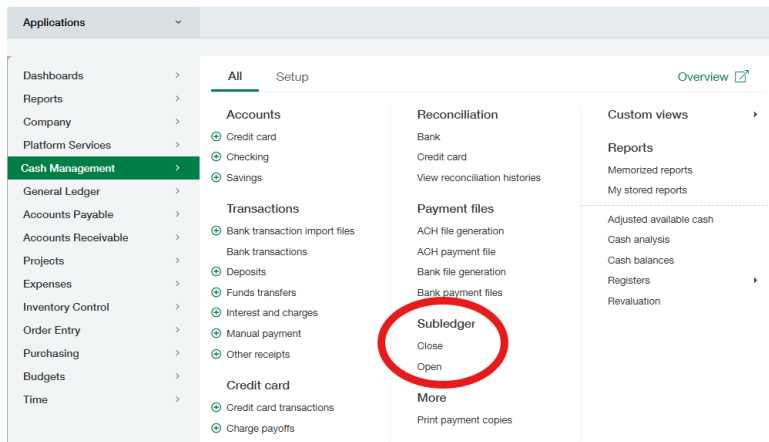 Applications
Dashboards
Reports
Company
Platform Services
Cash Management
General Ledger
Accounts Payable
Accounts Receivable
Projects
Expenses
Inventory Control
Order Entry
Purchasing
Budgets
Time
All
Setup
Overview
Accounts
Credit card
Checking
Savings
Transactions
Bank transaction import files
Bank transactions
Deposits
Funds transfers
Interest and charges
Manual payment
Other receipts
Credit card
Credit card transactions
Charge payoffs
Reconciliation
Bank
Credit card
View reconciliation histories
Payment files
ACH file generation
ACH payment file
Bank file generation
Bank payment files
Subledger
Close
Open
More
Print payment copies
Custom views
Reports
Memorized reports
My stored reports
Adjusted available cash
Cash analysis
Cash balances
Registers
Revaluation